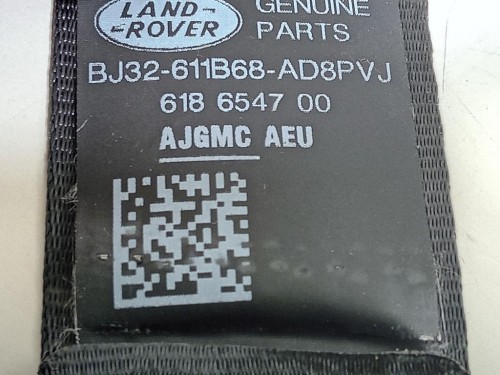 LAND-
-ROVER
GENUINE
PARTS
BJ32-611B68-AD8PVJ
618 6547 00
AJGMC AEU